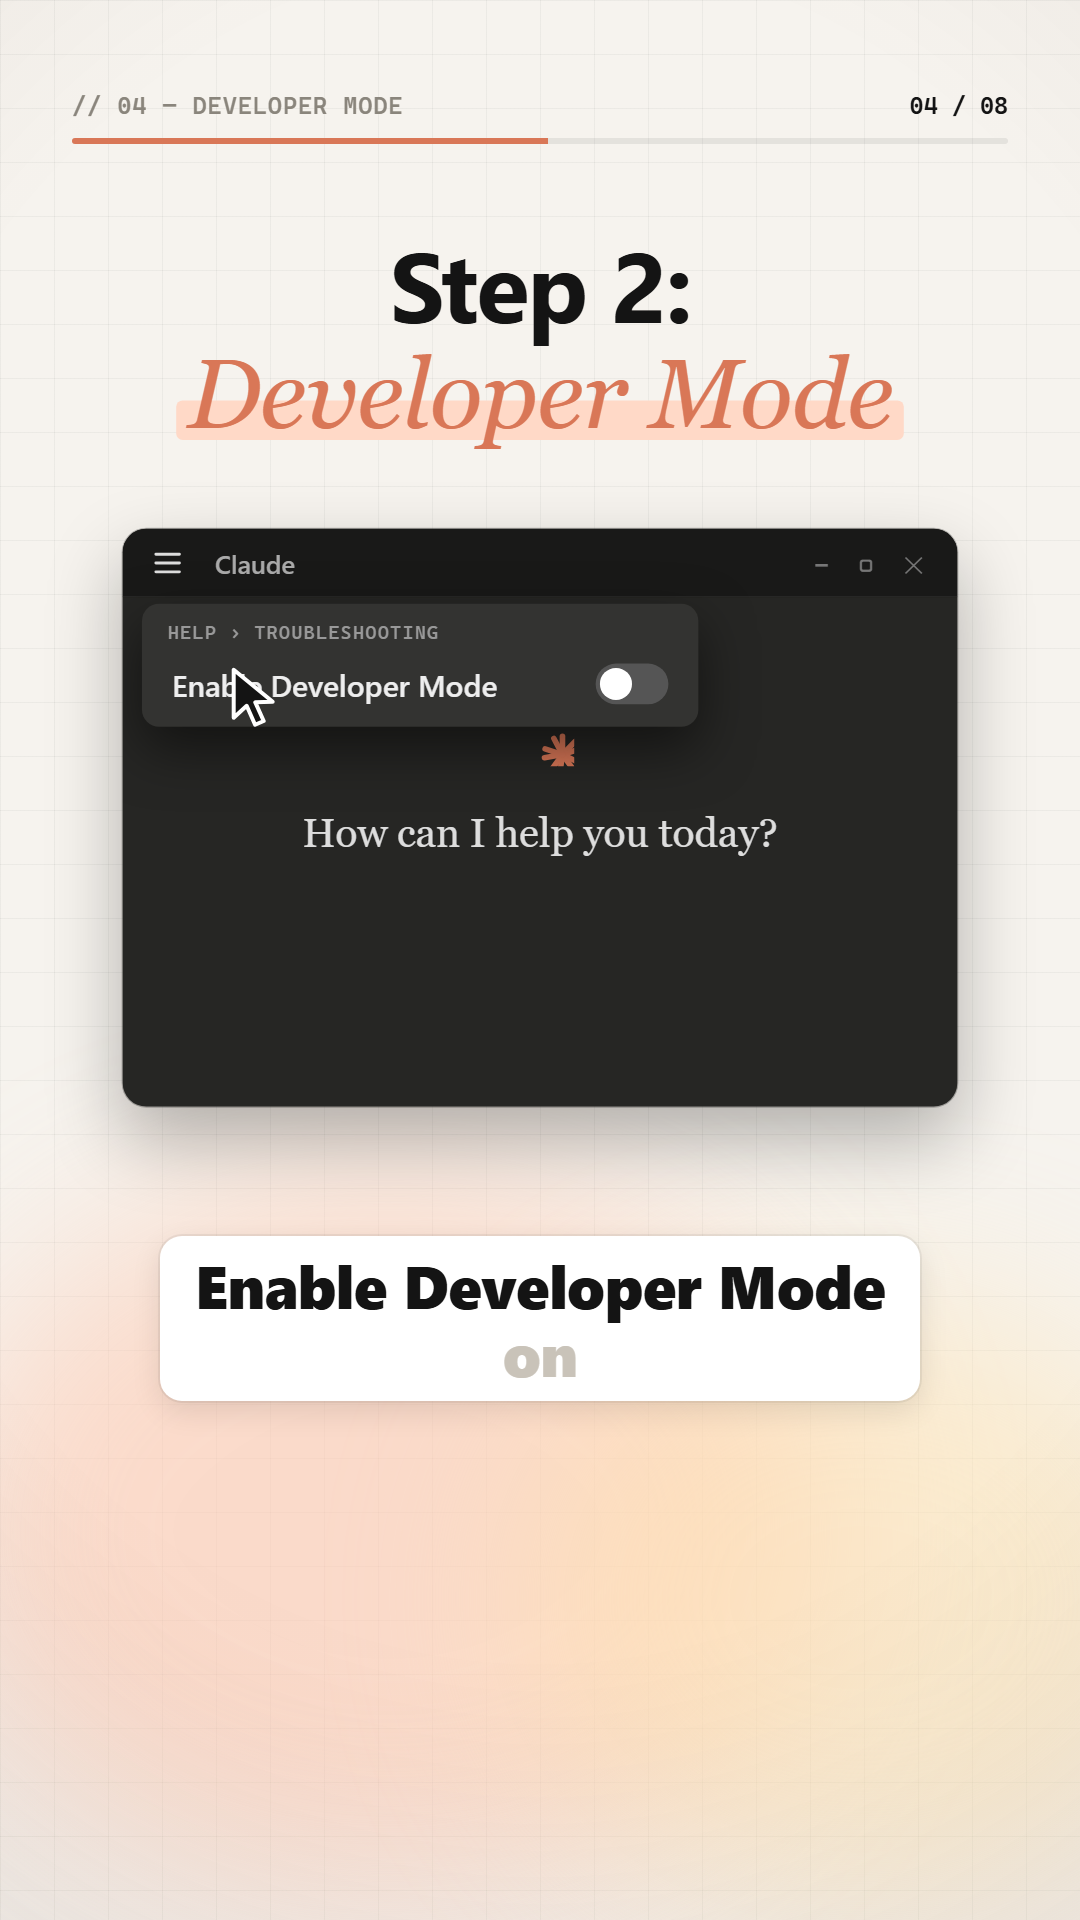 // 04 — DEVELOPER MODE
04 / 08
Step 2:
Developer Mode
Claude
HELP › TROUBLESHOOTING
Enable Developer Mode
How can I help you today?
Enable Developer Mode
on